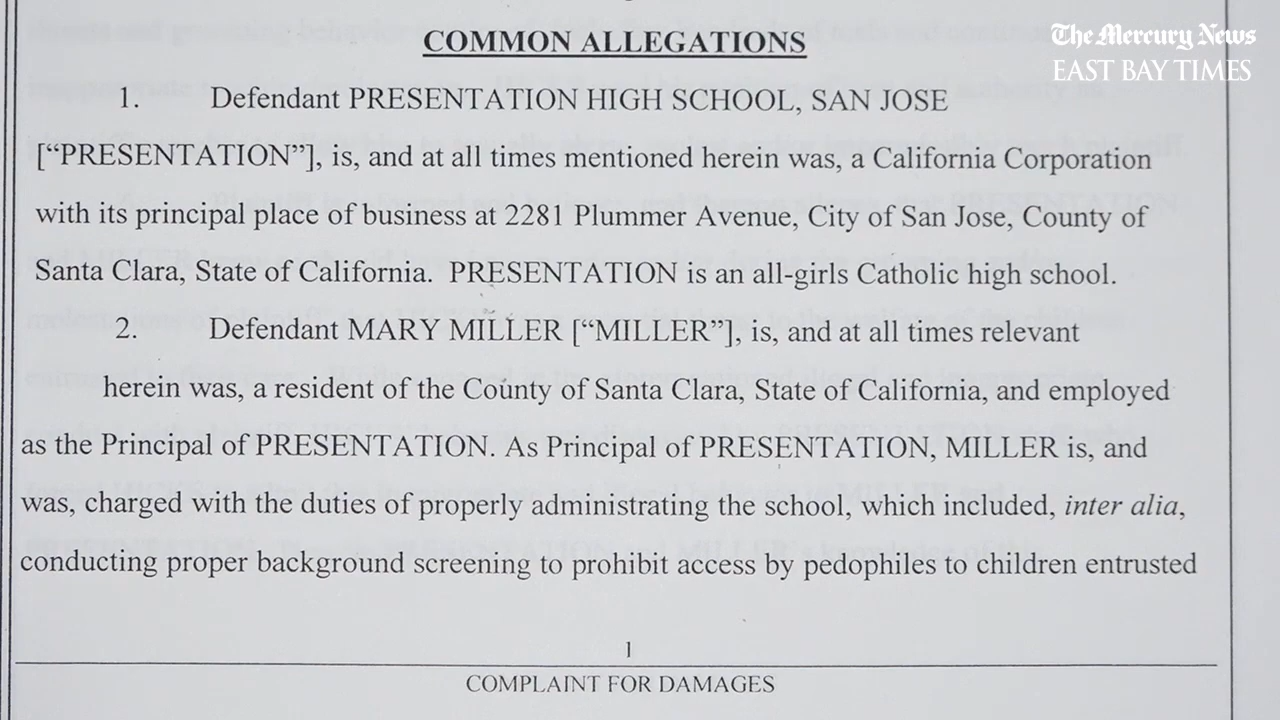 COMMON ALLEGATIONS
The Mercury News
EAST BAY TIMES
1. Defendant PRESENTATION HIGH SCHOOL, SAN JOSE
[“PRESENTATION”], is, and at all times mentioned herein was, a California Corporation
with its principal place of business at 2281 Plummer Avenue, City of San Jose, County of
Santa Clara, State of California. PRESENTATION is an all-girls Catholic high school.
2. Defendant MARY MILLER [“MILLER”], is, and at all times relevant
herein was, a resident of the County of Santa Clara, State of California, and employed
as the Principal of PRESENTATION. As Principal of PRESENTATION, MILLER is, and
was, charged with the duties of properly administrating the school, which included, inter alia,
conducting proper background screening to prohibit access by pedophiles to children entrusted
1
COMPLAINT FOR DAMAGES